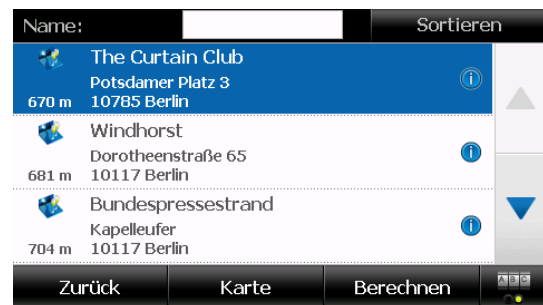 Name: Sortieren
The Curtain Club
Potsdamer Platz 3
670 m 10785 Berlin
Windhorst
Dorotheenstraße 65
681 m 10117 Berlin
Bundespressestrand
Kapelleufer
704 m 10117 Berlin
Zurück Karte Berechnen ABC